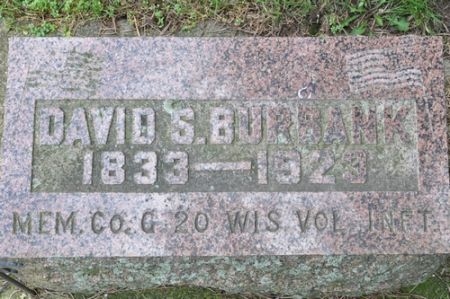 DAVID S. BURBANK
1833—1923
MEM. CO. G 20 WIS. VOL. INFT.